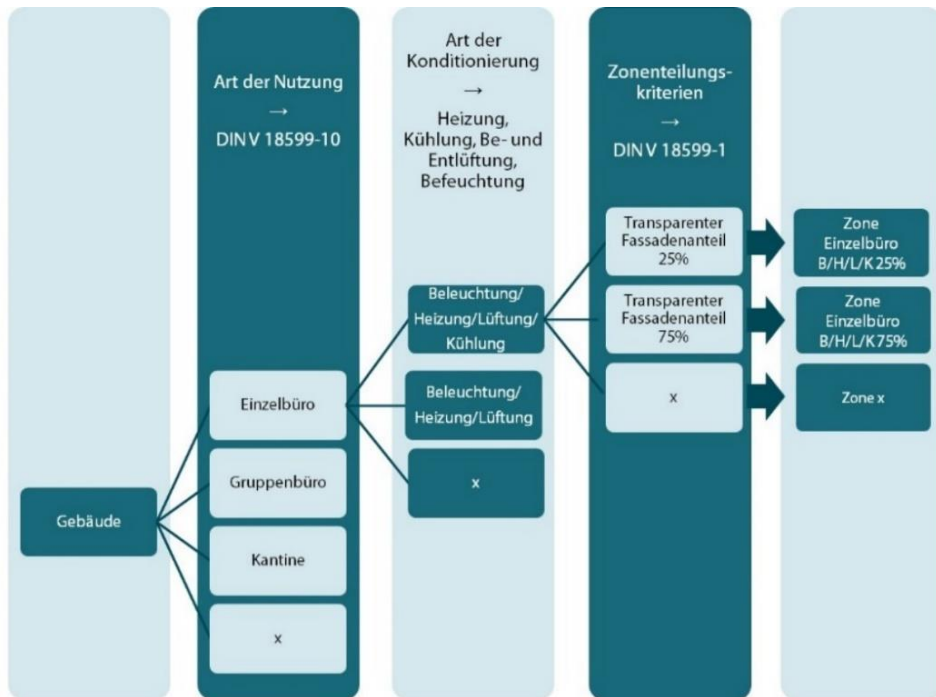 Art der Nutzung
→
DIN V 18599-10
Art der
Konditionierung
→
Heizung,
Kühlung, Be- und
Entlüftung,
Befeuchtung
Zonenteilungs-
kriterien
→
DIN V 18599-1
Gebäude
Einzelbüro
Gruppenbüro
Kantine
x
Beleuchtung/
Heizung/Lüftung/
Kühlung
Beleuchtung/
Heizung/Lüftung
x
Transparenter
Fassadenanteil
25%
Transparenter
Fassadenanteil
75%
x
Zone
Einzelbüro
B/H/L/K 25%
Zone
Einzelbüro
B/H/L/K 75%
Zone x